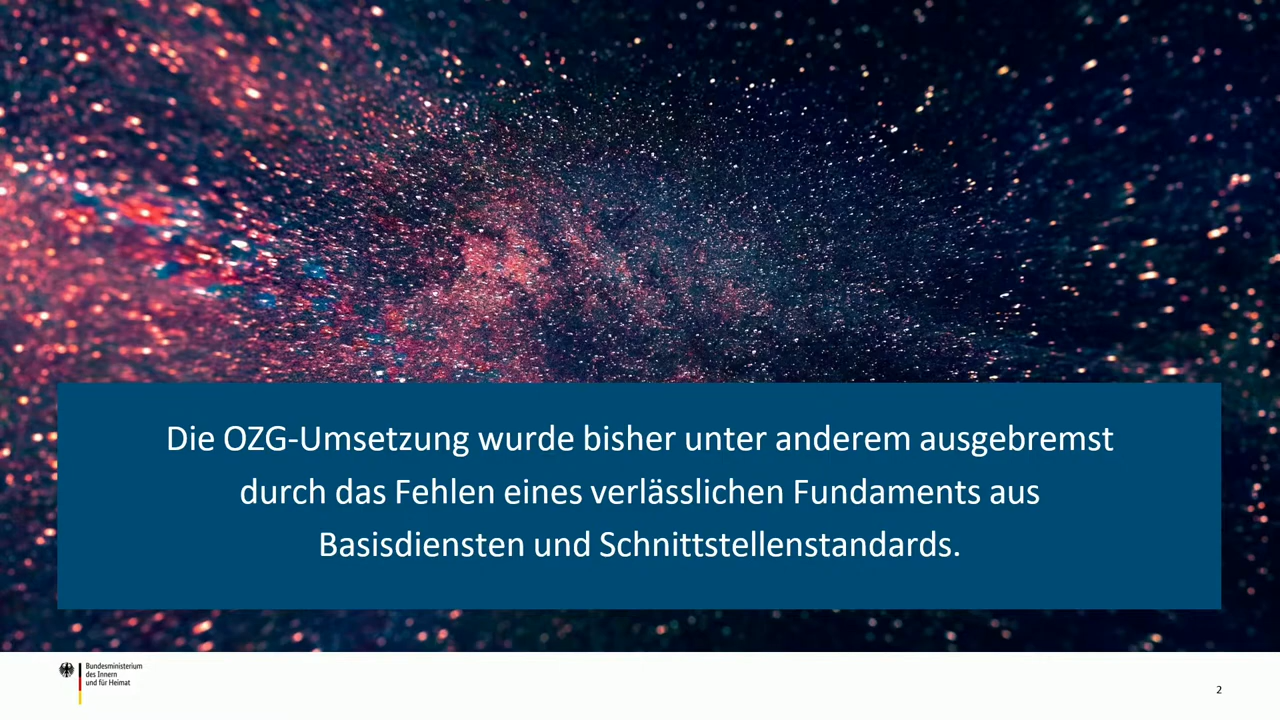 Die OZG-Umsetzung wurde bisher unter anderem ausgebremst
durch das Fehlen eines verlässlichen Fundaments aus
Basisdiensten und Schnittstellenstandards.
Bundesministerium
des Innern
und für Heimat
2